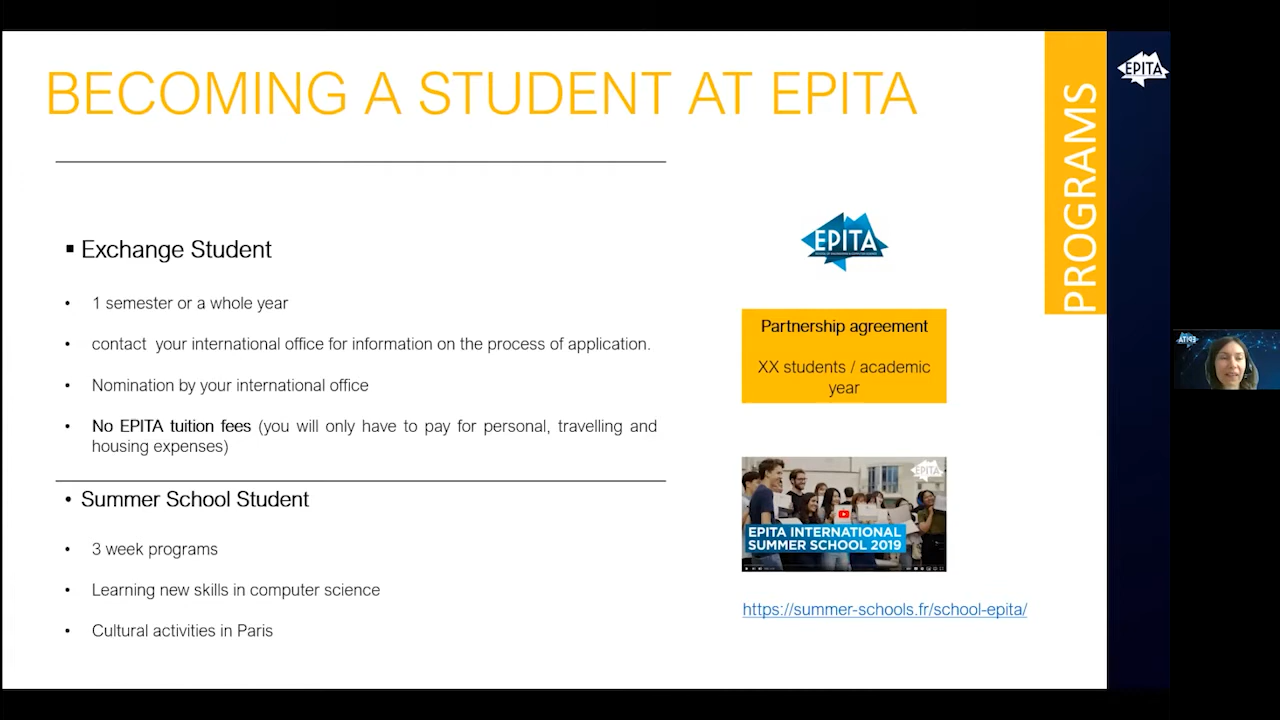 BECOMING A STUDENT AT EPITA
PROGRAMS
EPITA
▪ Exchange Student
• 1 semester or a whole year
• contact your international office for information on the process of application.
• Nomination by your international office
• No EPITA tuition fees (you will only have to pay for personal, travelling and
housing expenses)
• Summer School Student
• 3 week programs
• Learning new skills in computer science
• Cultural activities in Paris
EPITA
Partnership agreement
XX students / academic
year
EPITA
EPITA INTERNATIONAL
SUMMER SCHOOL 2019
https://summer-schools.fr/school-epita/
EPITA